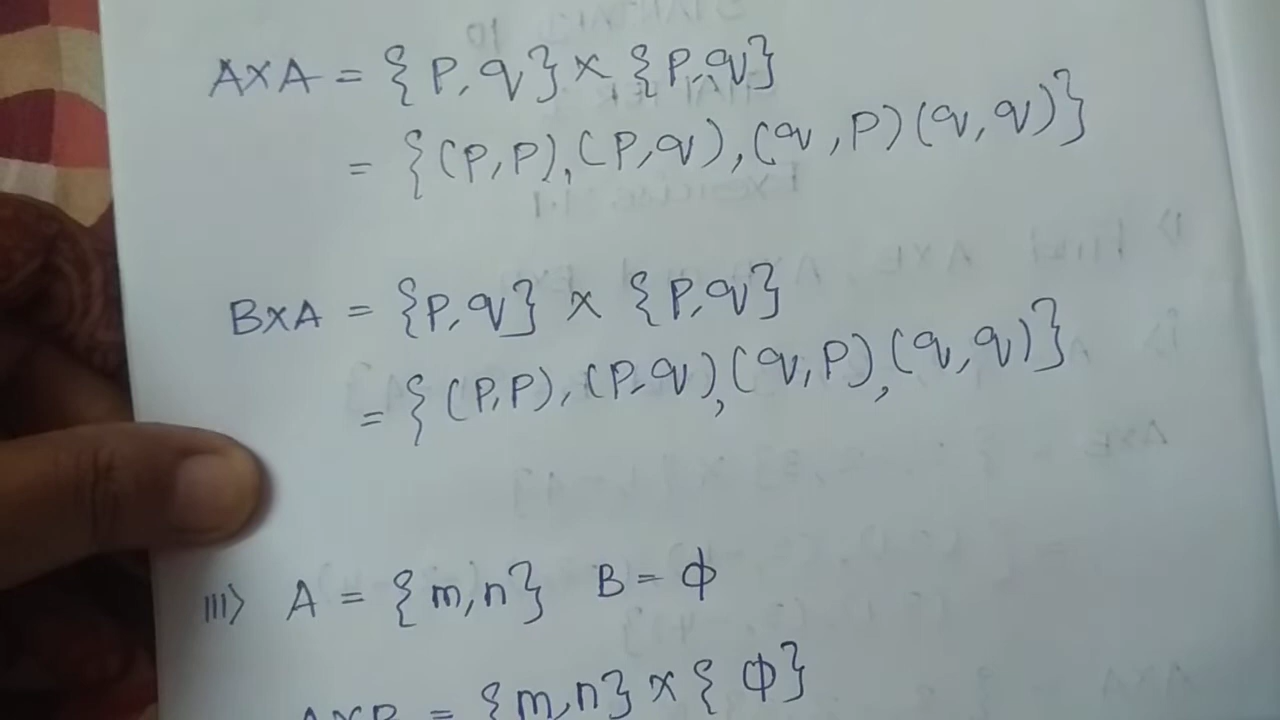 A×A = {P,q} × {P,q}
= {(P,P),(P,q),(q,P)(q,q)}
B×A = {P,q} × {P,q}
= {(P,P),(P,q),(q,P),(q,q)}
III) A = {m,n} B = ϕ
A×B = {m,n} × {ϕ}